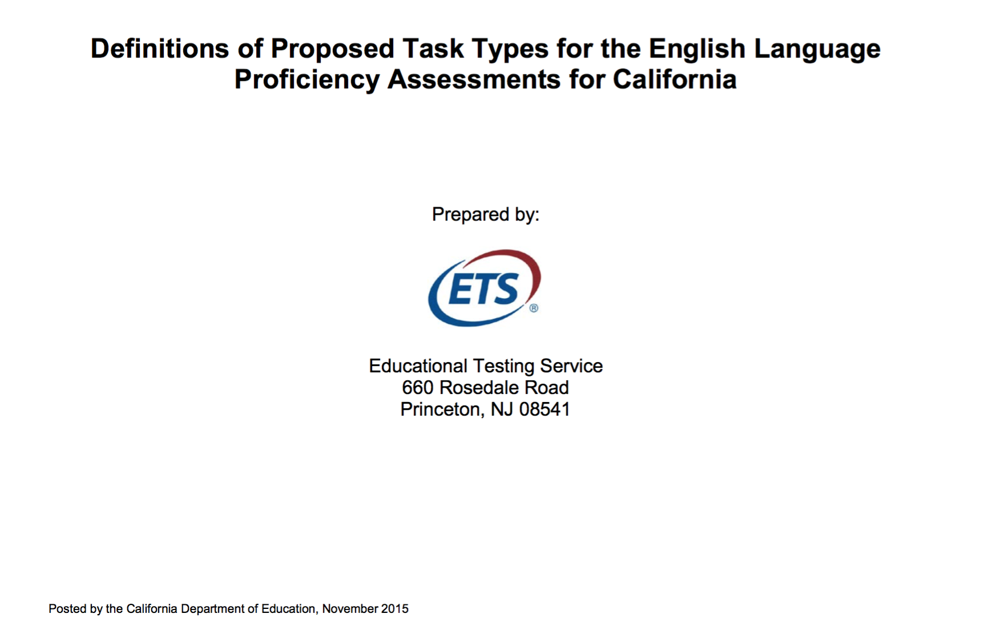 Definitions of Proposed Task Types for the English Language
Proficiency Assessments for California
Prepared by:
ETS ®
Educational Testing Service
660 Rosedale Road
Princeton, NJ 08541
Posted by the California Department of Education, November 2015